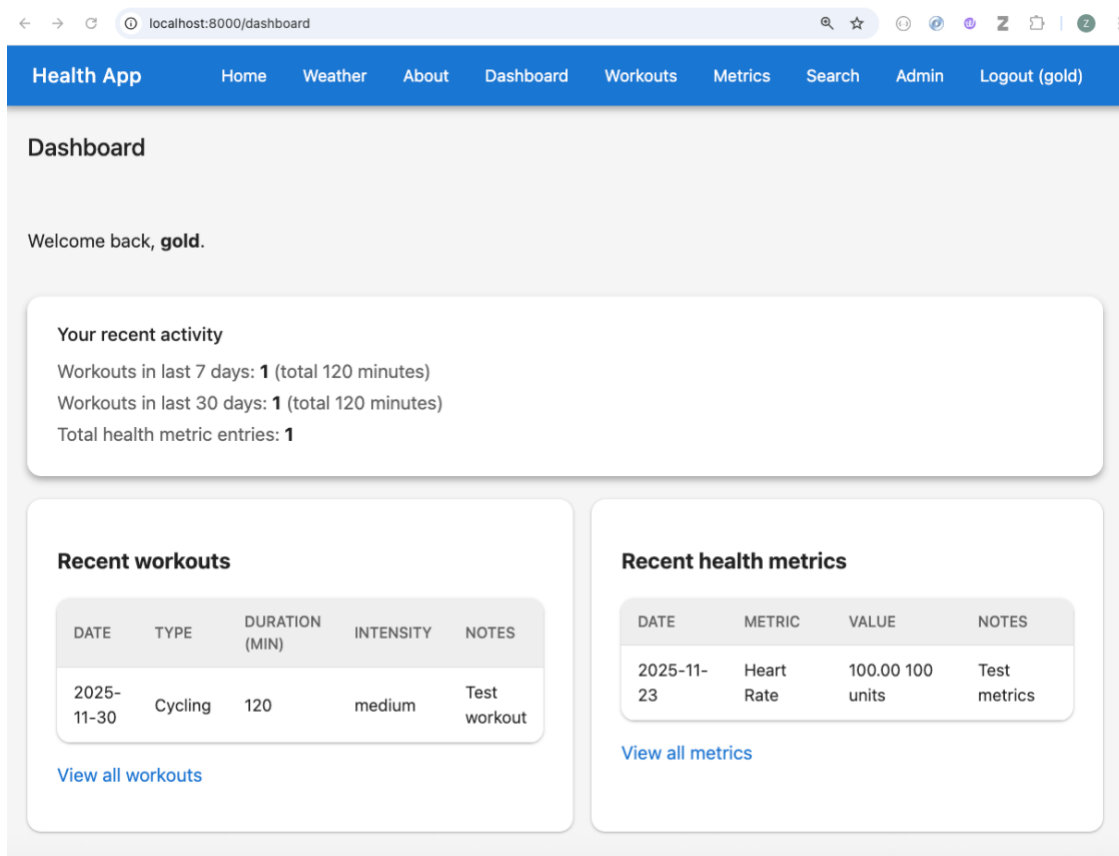 localhost:8000/dashboard
Z
Z
Health App Home Weather About Dashboard Workouts Metrics Search Admin Logout (gold)
Dashboard
Welcome back, gold.
Your recent activity
Workouts in last 7 days: 1 (total 120 minutes)
Workouts in last 30 days: 1 (total 120 minutes)
Total health metric entries: 1
Recent workouts
DATE TYPE DURATION (MIN) INTENSITY NOTES
2025-11-30 Cycling 120 medium Test workout
View all workouts
Recent health metrics
DATE METRIC VALUE NOTES
2025-11-23 Heart Rate 100.00 100 units Test metrics
View all metrics